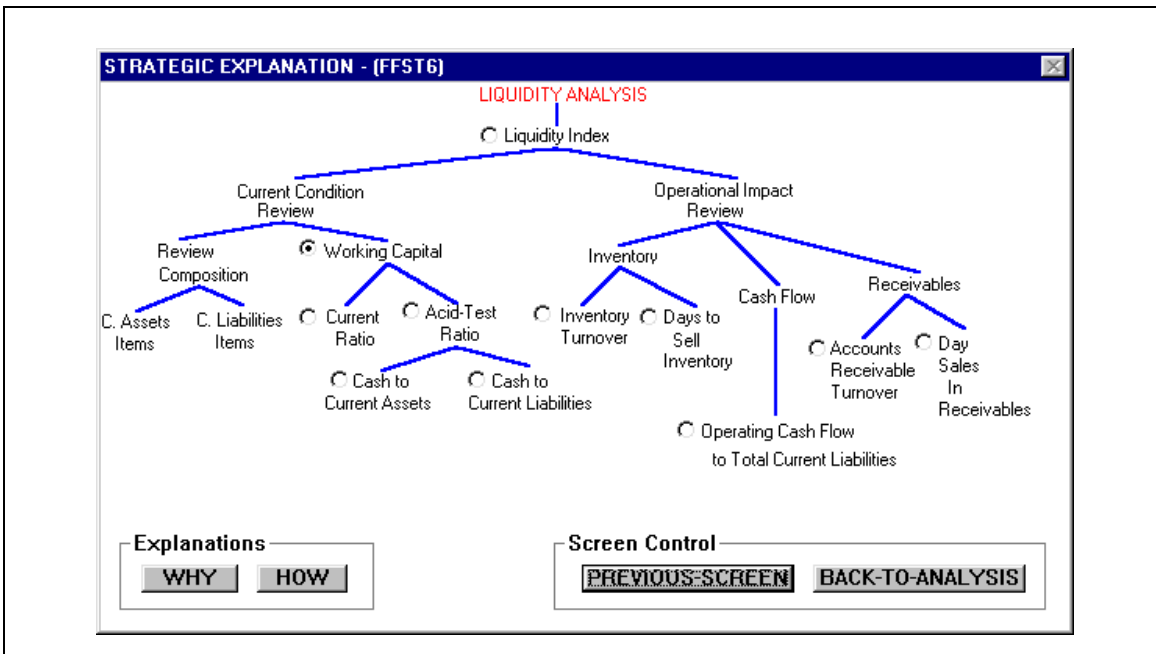 STRATEGIC EXPLANATION - (FFST6)
LIQUIDITY ANALYSIS
Liquidity Index
Current Condition
Review
Operational Impact
Review
Review
Composition
Working Capital
Inventory
Cash Flow
Receivables
C. Assets
Items
C. Liabilities
Items
Current
Ratio
Acid-Test
Ratio
Inventory
Turnover
Days to
Sell
Inventory
Accounts
Receivable
Turnover
Day
Sales
In
Receivables
Cash to
Current Assets
Cash to
Current Liabilities
Operating Cash Flow
to Total Current Liabilities
Explanations
WHY
HOW
Screen Control
PREVIOUS-SCREEN
BACK-TO-ANALYSIS